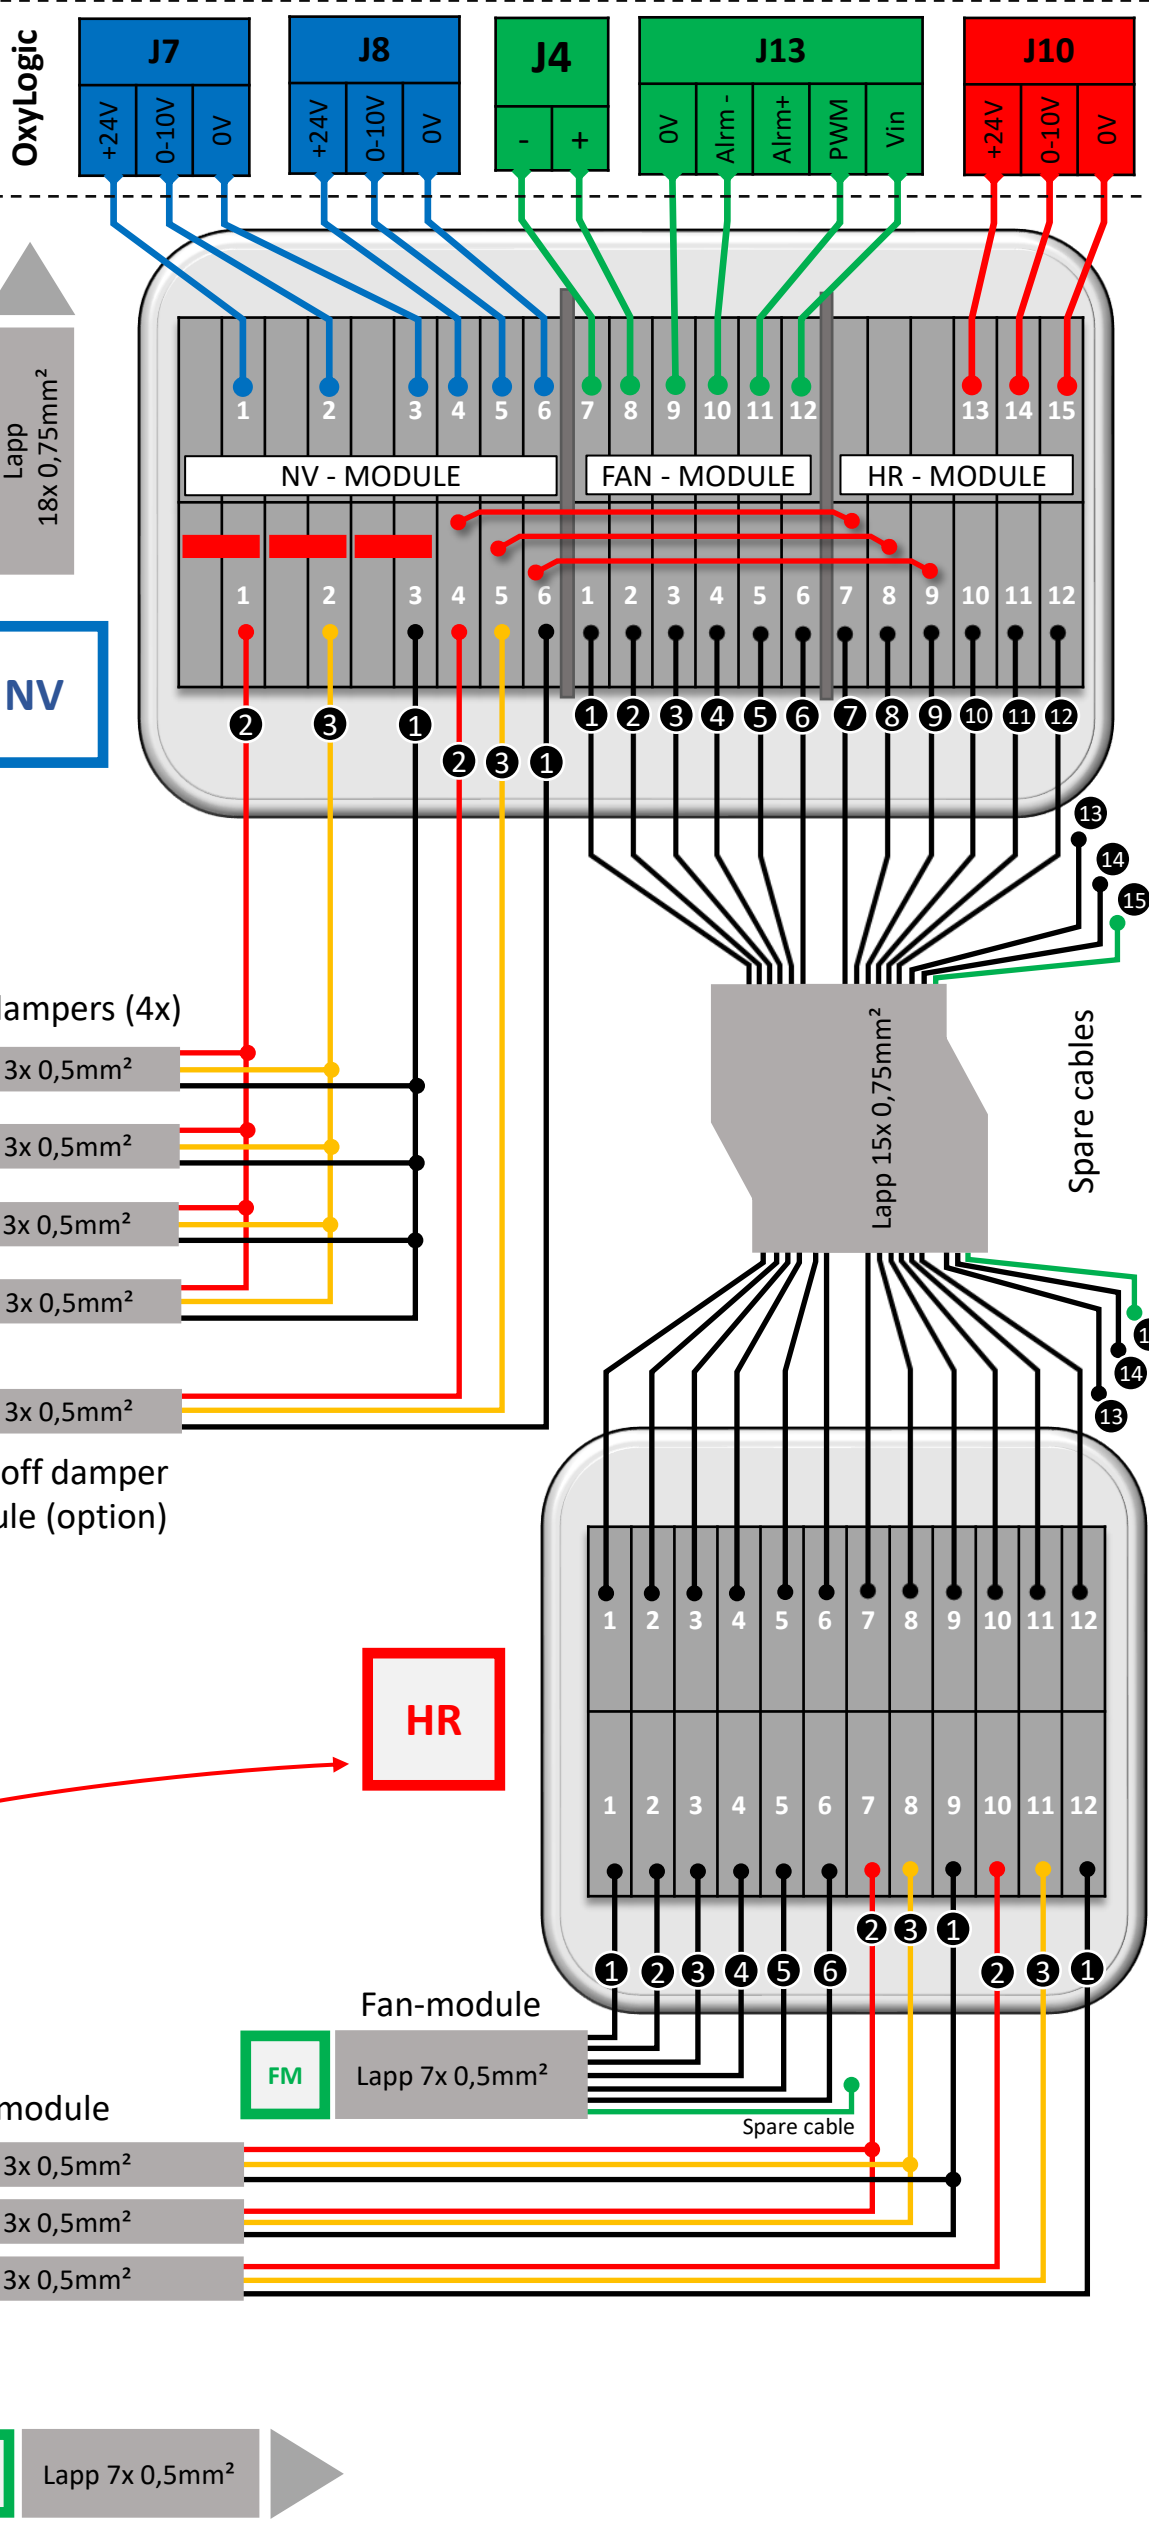 OxyLogic
J7
J8
J4
J13
J10
+24V
0-10V
0V
+24V
0-10V
0V
-
+
0V
Alrm -
Alrm+
PWM
Vin
+24V
0-10V
0V
Lapp
18x 0,75mm²
1 2 3 4 5 6 7 8 9 10 11 12 13 14 15
NV - MODULE
FAN - MODULE
HR - MODULE
1 2 3 4 5 6 1 2 3 4 5 6 7 8 9 10 11 12
NV
2 3 1 1 2 3 4 5 6 7 8 9 10 11 12
2 3 1
13
14
15
dampers (4x)
3x 0,5mm²
3x 0,5mm²
3x 0,5mm²
3x 0,5mm²
3x 0,5mm²
off damper
(option)
Lapp 15x 0,75mm²
Spare cables
14
13
1 2 3 4 5 6 7 8 9 10 11 12
HR
1 2 3 4 5 6 7 8 9 10 11 12
2 3 1
1 2 3 4 5 6 2 3 1
Fan-module
FM
Lapp 7x 0,5mm²
Spare cable
module
3x 0,5mm²
3x 0,5mm²
3x 0,5mm²
Lapp 7x 0,5mm²